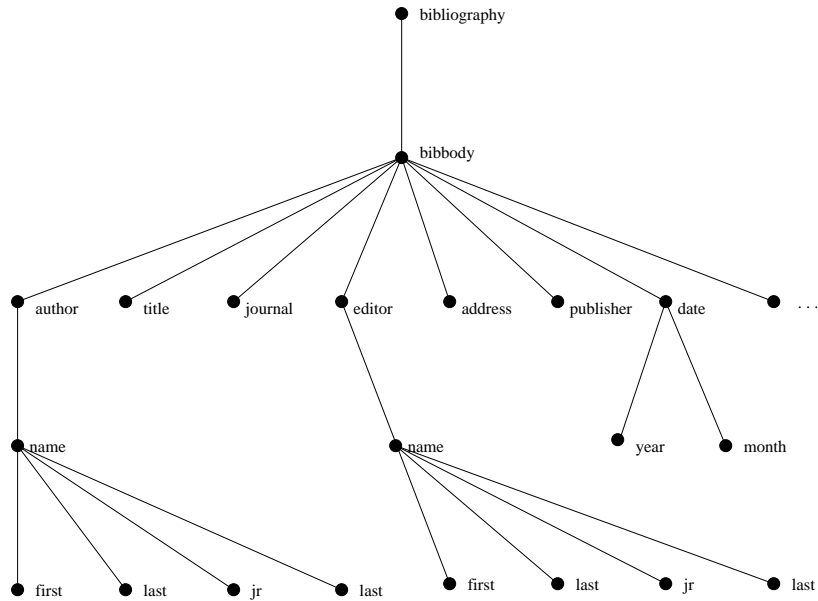 bibliography
bibbody
author title journal editor address publisher date . . .
name name year month
first last jr last first last jr last